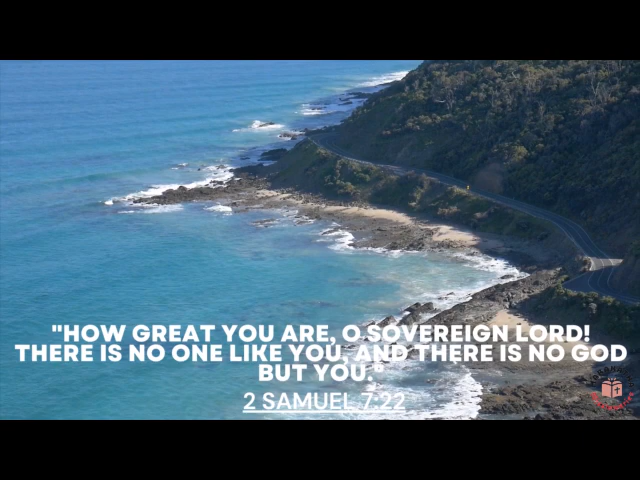 "HOW GREAT YOU ARE, O SOVEREIGN LORD!
THERE IS NO ONE LIKE YOU, AND THERE IS NO GOD
BUT YOU."
2 SAMUEL 7:22